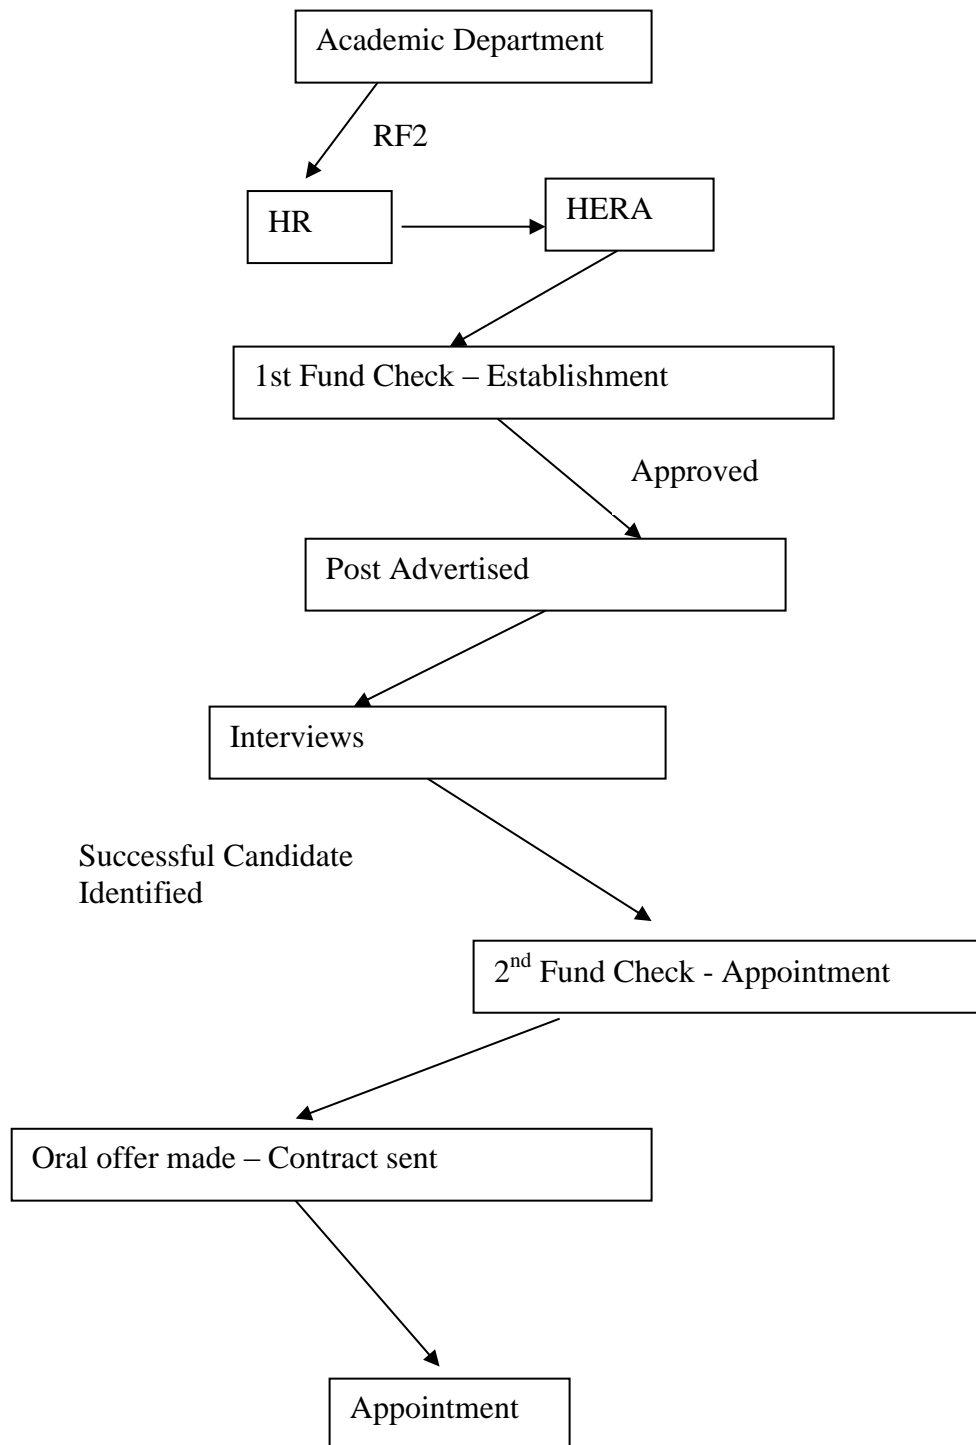 Academic Department
RF2
HR
HERA
1st Fund Check – Establishment
Approved
Post Advertised
Interviews
Successful Candidate
Identified
2nd Fund Check - Appointment
Oral offer made – Contract sent
Appointment